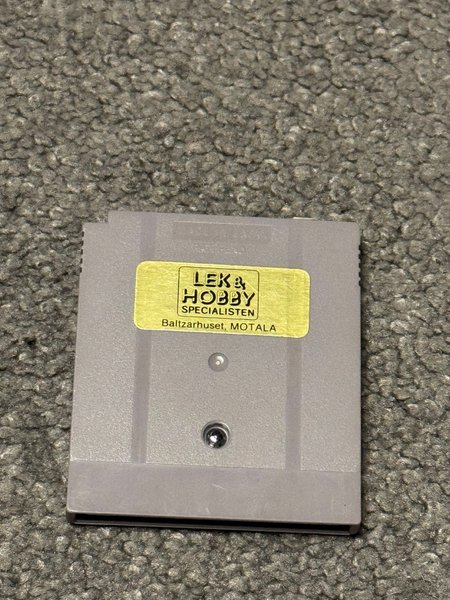 LEK &
HOBBY
SPECIALISTEN
Baltzarhuset, MOTALA